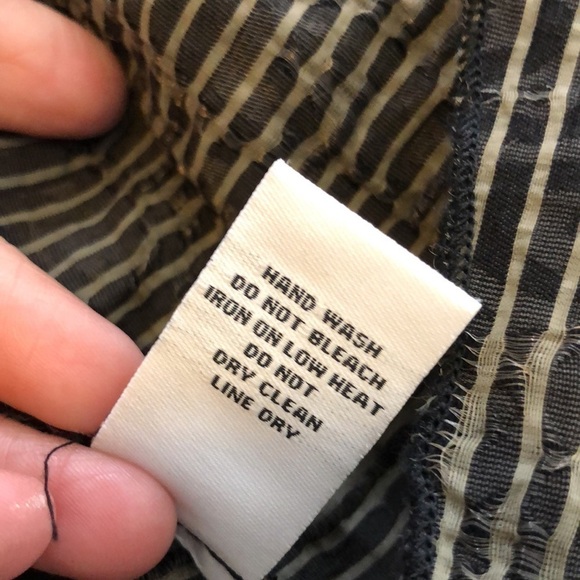 HAND WASH
DO NOT BLEACH
IRON ON LOW HEAT
DO NOT
DRY CLEAN
LINE DRY